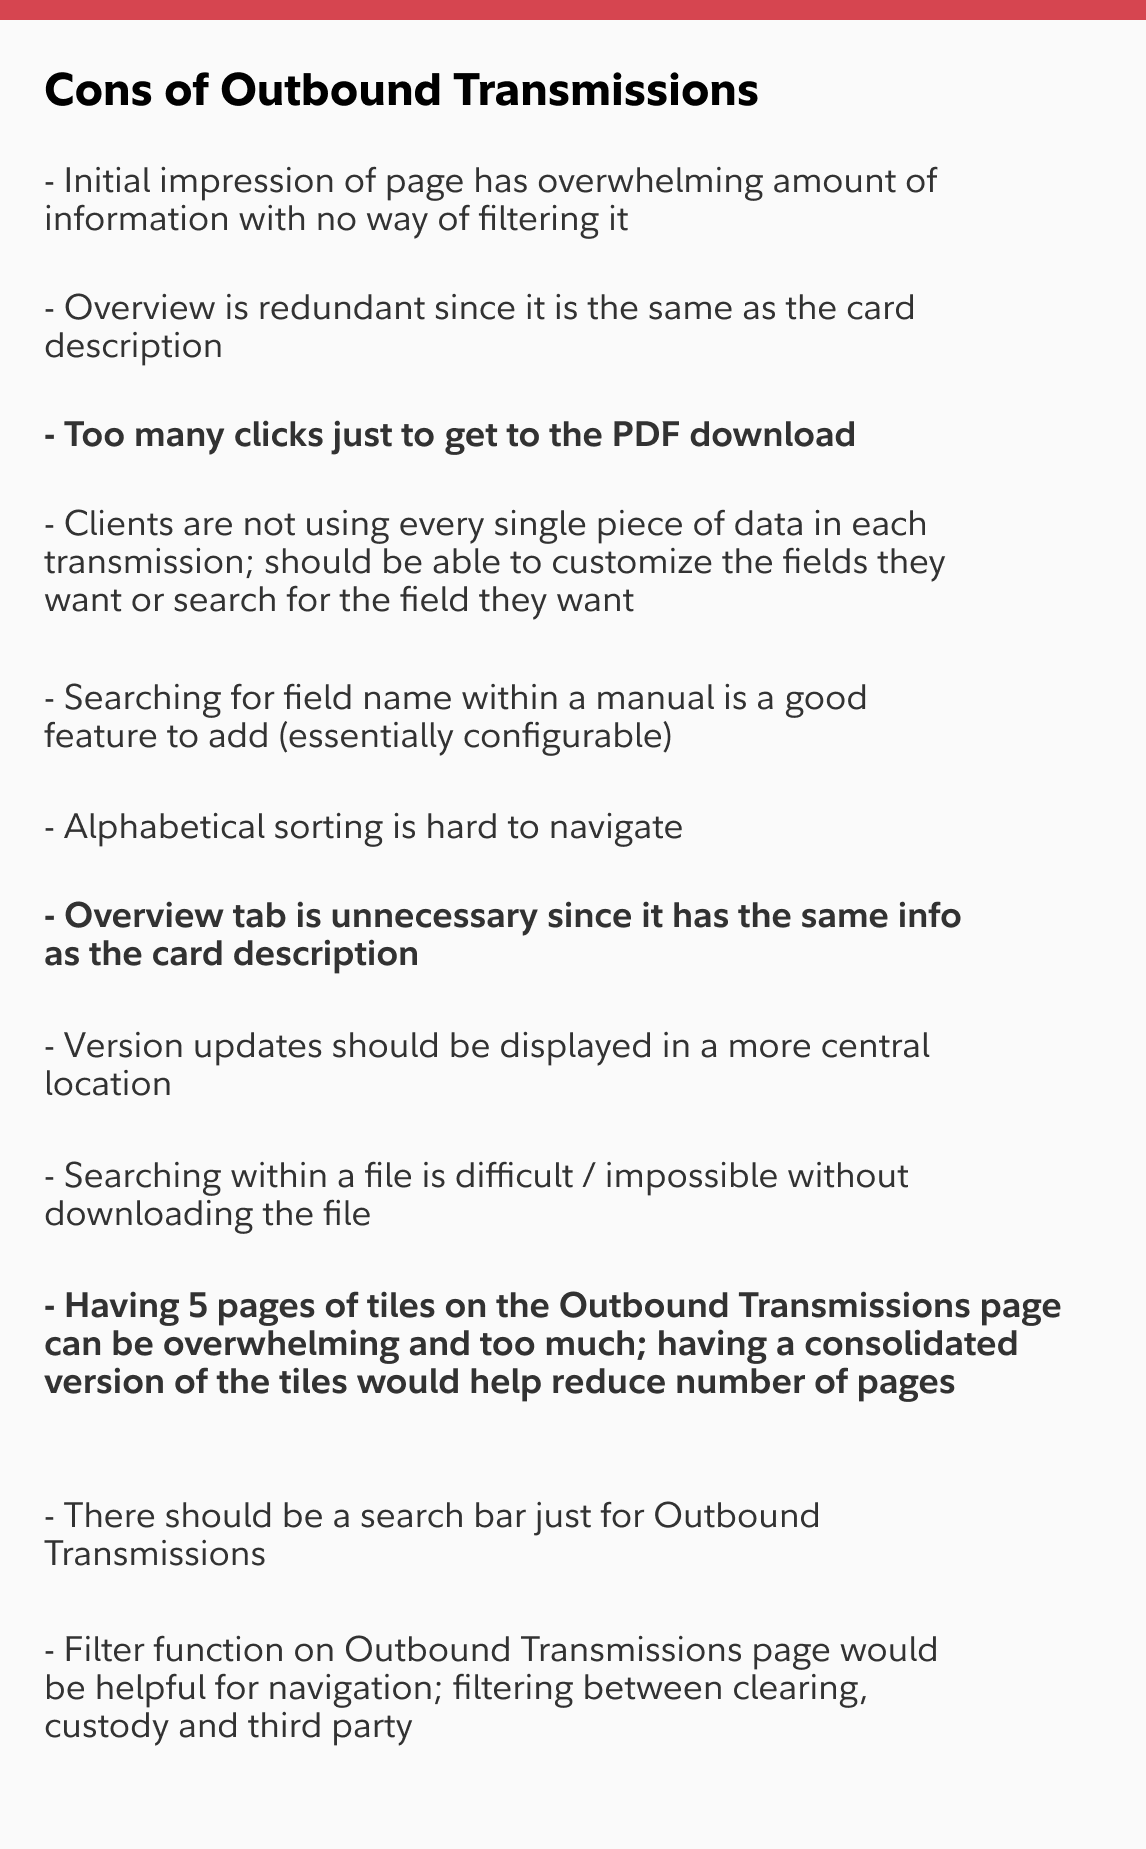 Cons of Outbound Transmissions
- Initial impression of page has overwhelming amount of
information with no way of filtering it
- Overview is redundant since it is the same as the card
description
- Too many clicks just to get to the PDF download
- Clients are not using every single piece of data in each
transmission; should be able to customize the fields they
want or search for the field they want
- Searching for field name within a manual is a good
feature to add (essentially configurable)
- Alphabetical sorting is hard to navigate
- Overview tab is unnecessary since it has the same info
as the card description
- Version updates should be displayed in a more central
location
- Searching within a file is difficult / impossible without
downloading the file
- Having 5 pages of tiles on the Outbound Transmissions page
can be overwhelming and too much; having a consolidated
version of the tiles would help reduce number of pages
- There should be a search bar just for Outbound
Transmissions
- Filter function on Outbound Transmissions page would
be helpful for navigation; filtering between clearing,
custody and third party